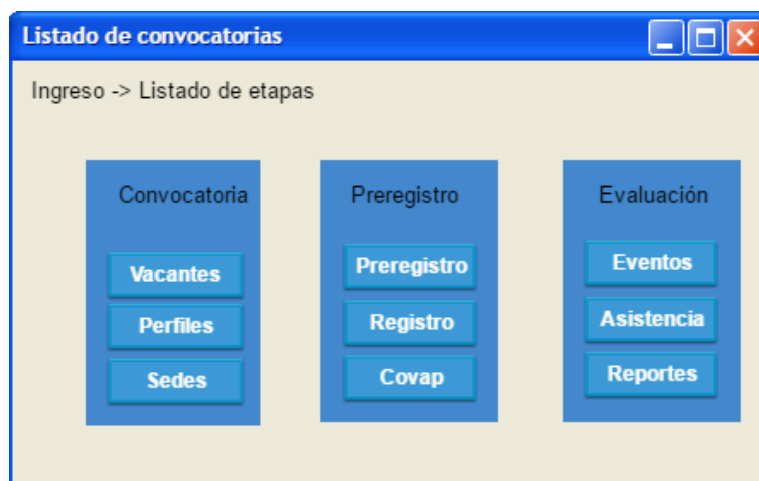 Listado de convocatorias
Ingreso -> Listado de etapas
Convocatoria
Vacantes
Perfiles
Sedes
Preregistro
Preregistro
Registro
Covap
Evaluación
Eventos
Asistencia
Reportes